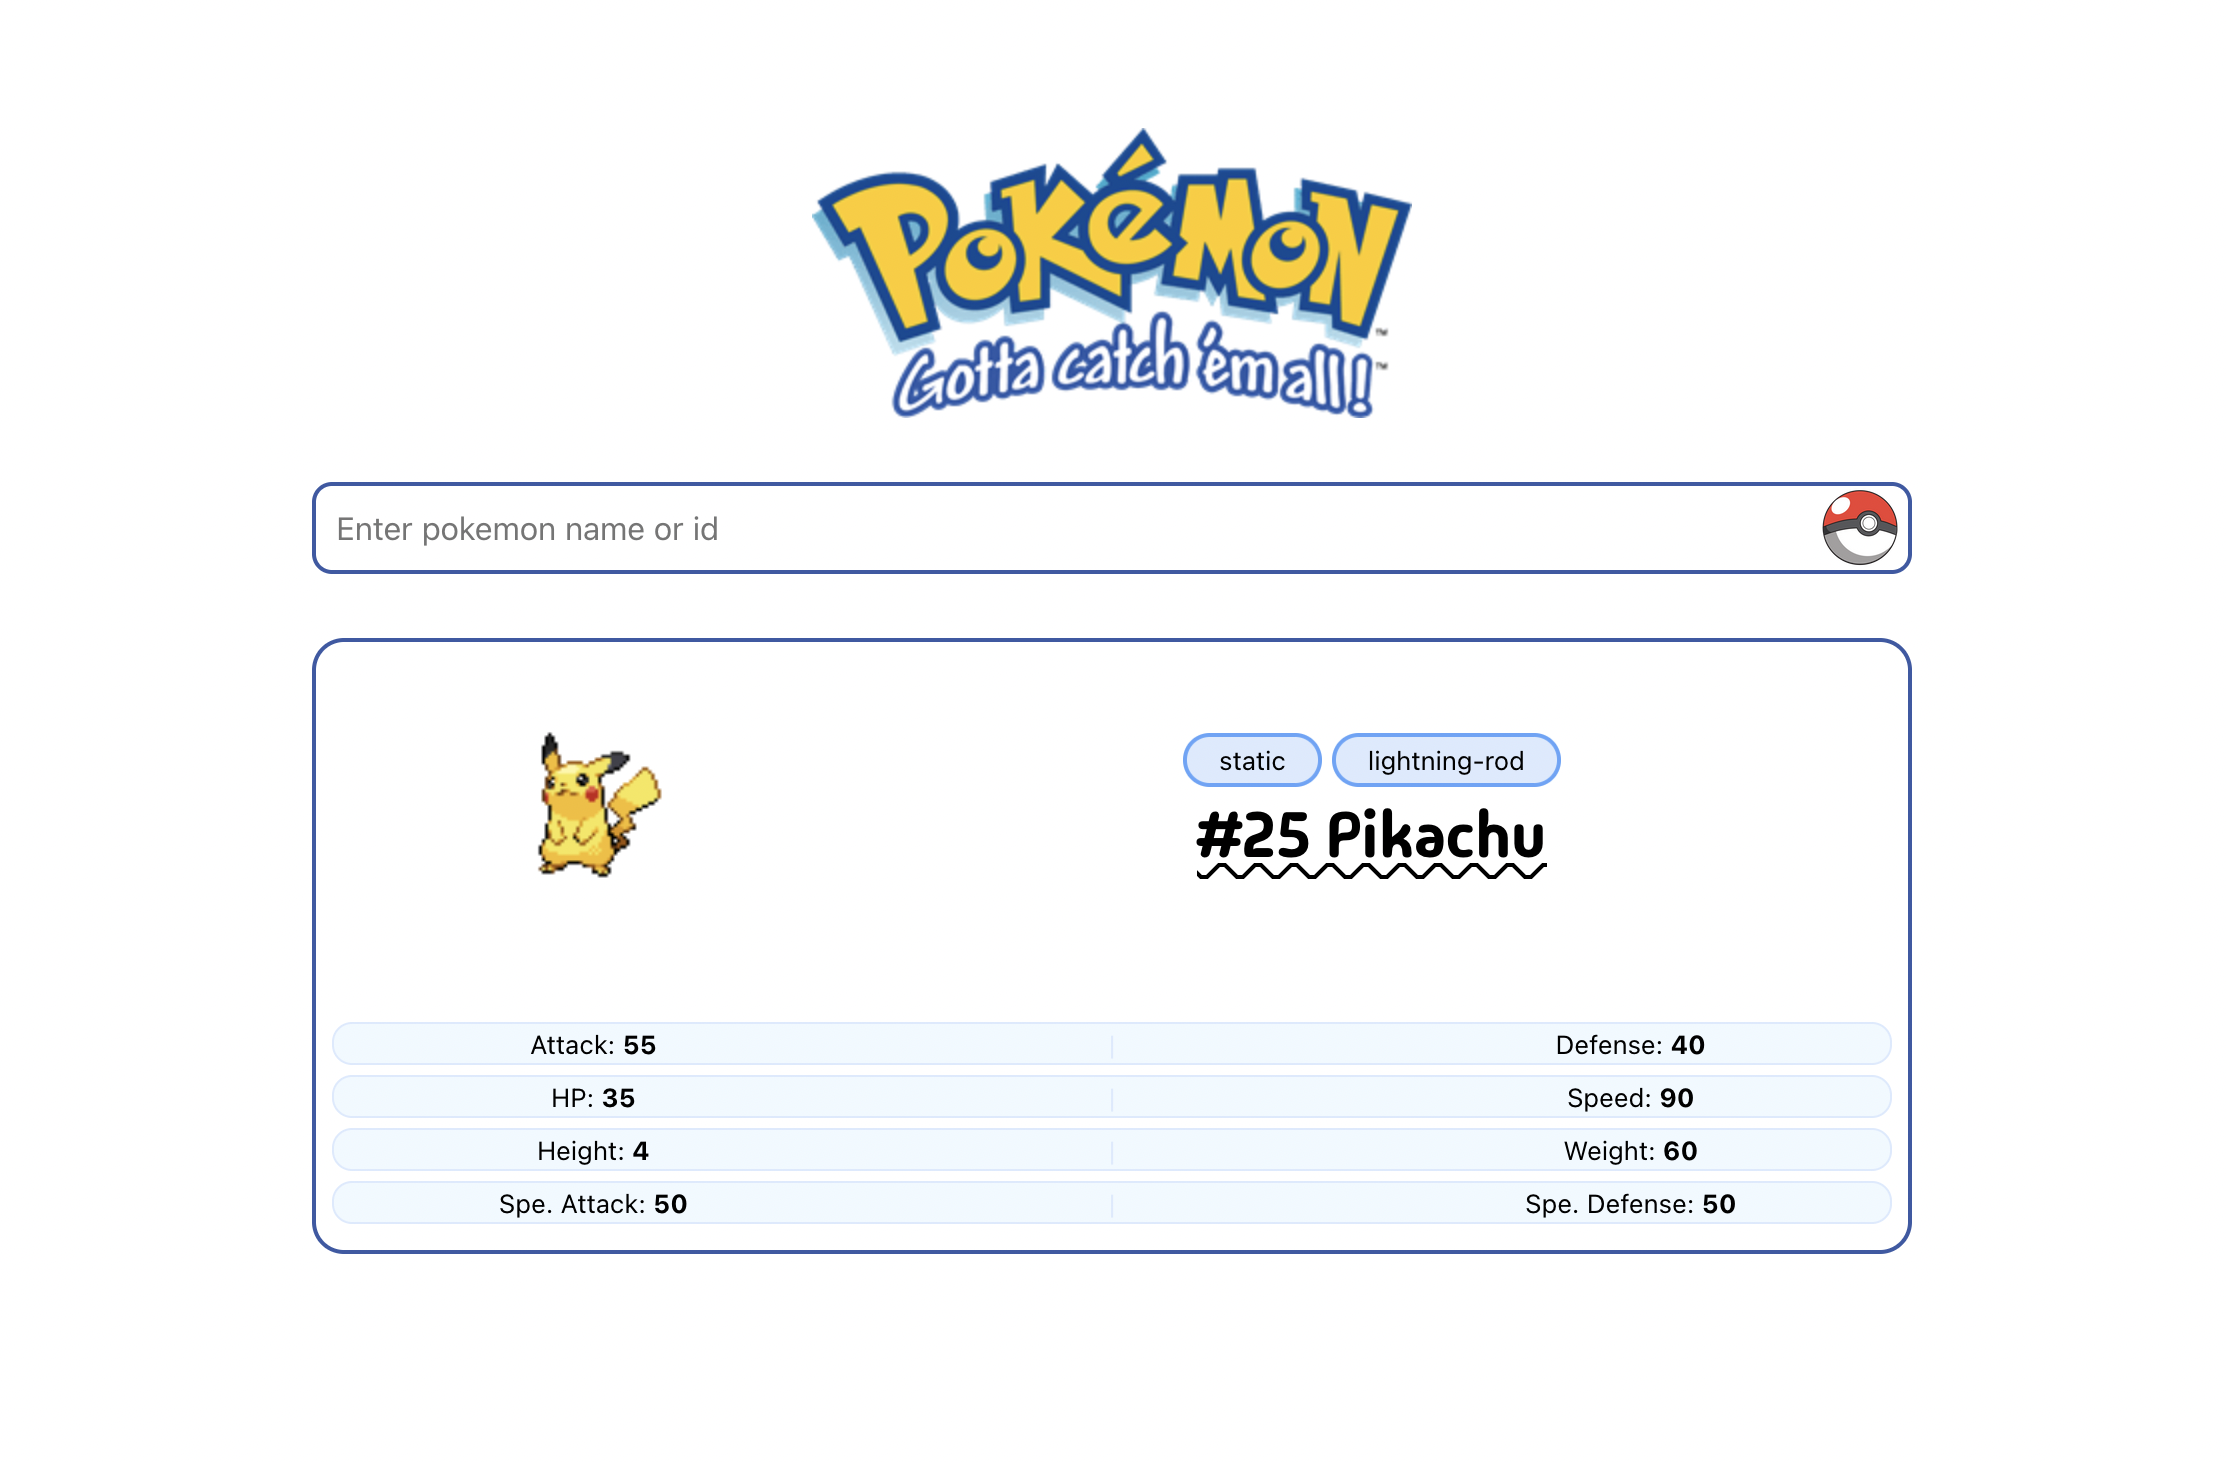 POKéMON
™
Gotta catch 'em all!
™
Enter pokemon name or id
static
lightning-rod
#25 Pikachu
Attack: 55
Defense: 40
HP: 35
Speed: 90
Height: 4
Weight: 60
Spe. Attack: 50
Spe. Defense: 50